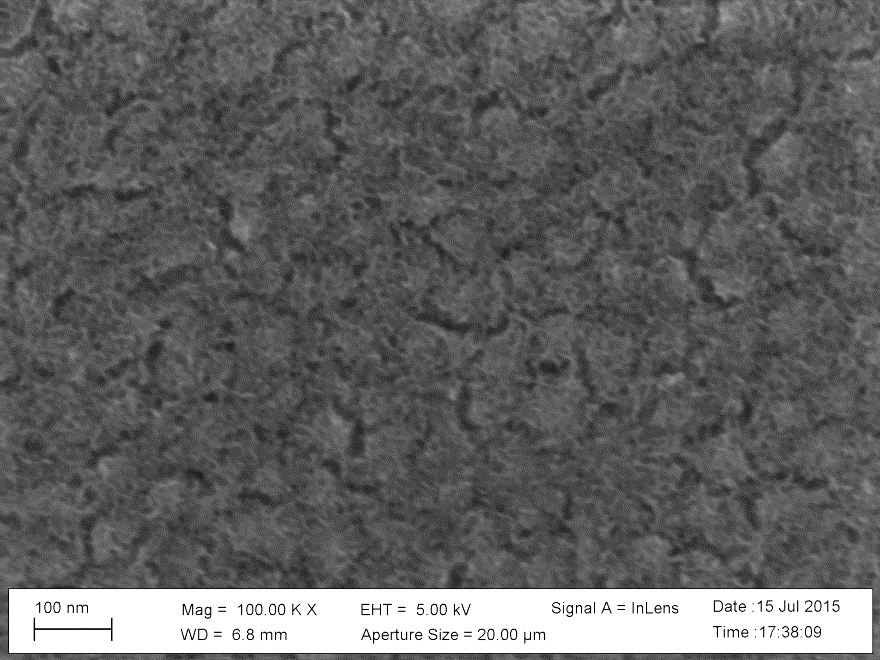 100 nm Mag = 100.00 K X EHT = 5.00 kV Signal A = InLens Date :15 Jul 2015
WD = 6.8 mm Aperture Size = 20.00 µm Time :17:38:09